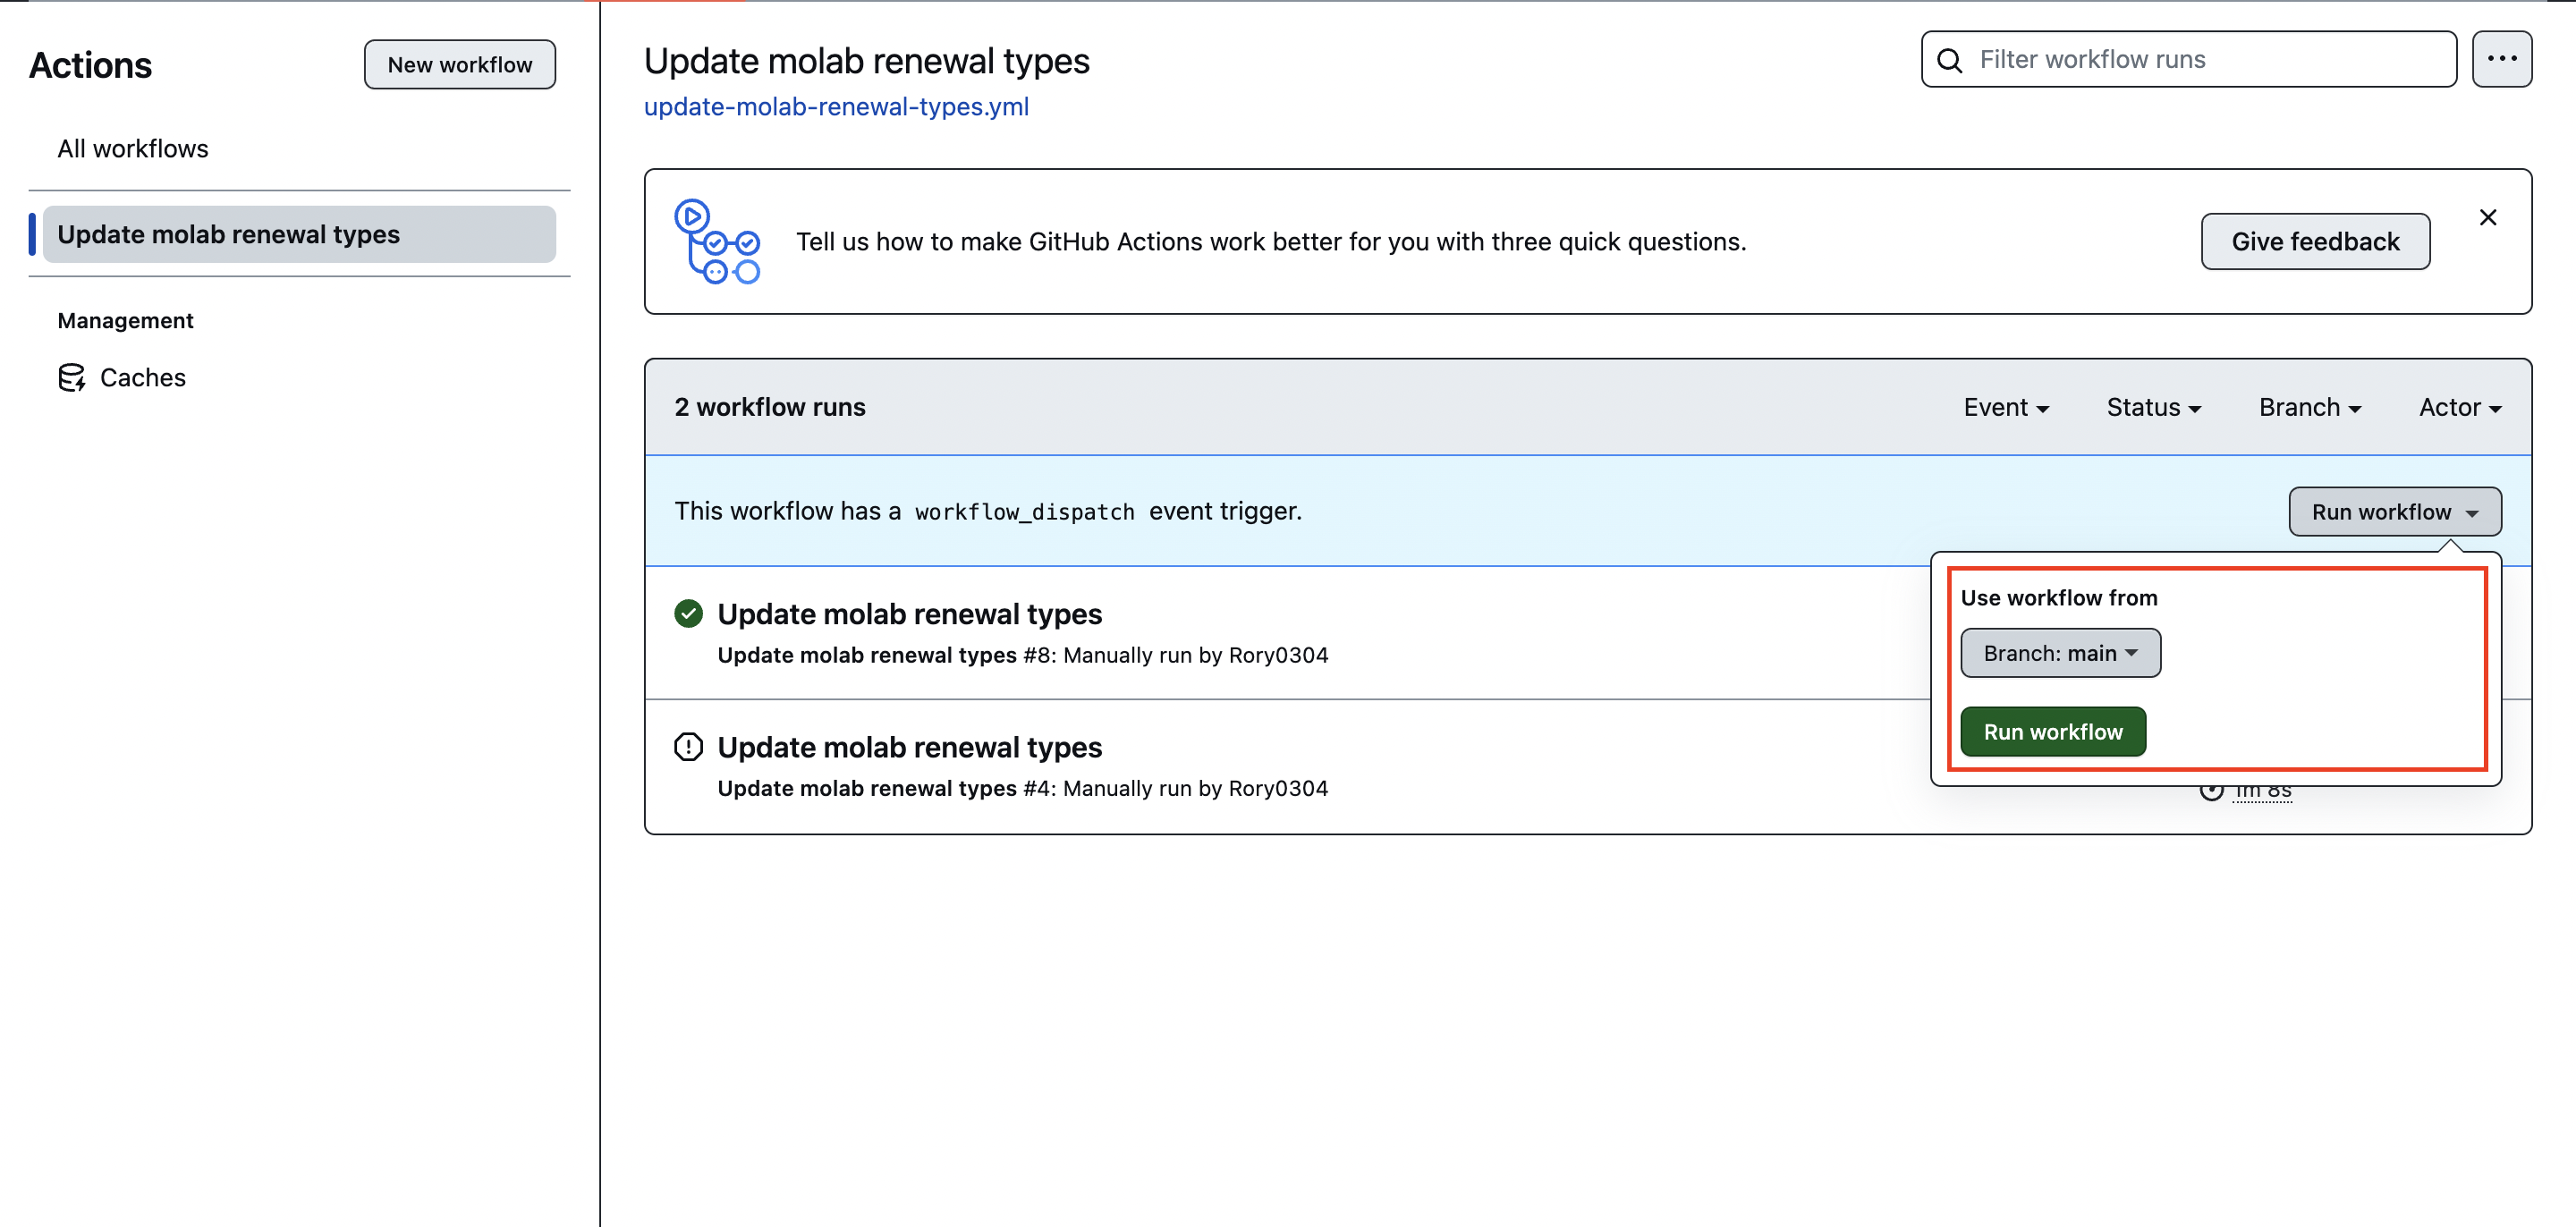 Actions
New workflow
All workflows
Update molab renewal types
Management
Caches
Update molab renewal types
update-molab-renewal-types.yml
Filter workflow runs
Tell us how to make GitHub Actions work better for you with three quick questions.
Give feedback
2 workflow runs
Event
Status
Branch
Actor
This workflow has a workflow_dispatch event trigger.
Run workflow
Use workflow from
Branch: main
Run workflow
Update molab renewal types
Update molab renewal types #8: Manually run by Rory0304
Update molab renewal types
Update molab renewal types #4: Manually run by Rory0304
1m 8s